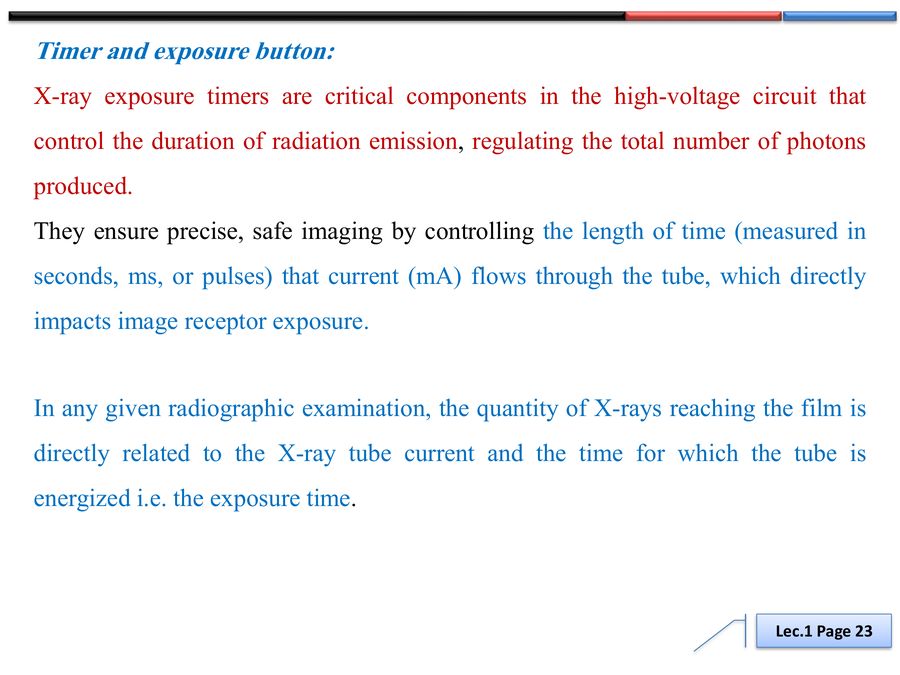 Timer and exposure button:
X-ray exposure timers are critical components in the high-voltage circuit that
control the duration of radiation emission, regulating the total number of photons
produced.
They ensure precise, safe imaging by controlling the length of time (measured in
seconds, ms, or pulses) that current (mA) flows through the tube, which directly
impacts image receptor exposure.
In any given radiographic examination, the quantity of X-rays reaching the film is
directly related to the X-ray tube current and the time for which the tube is
energized i.e. the exposure time.
Lec.1 Page 23